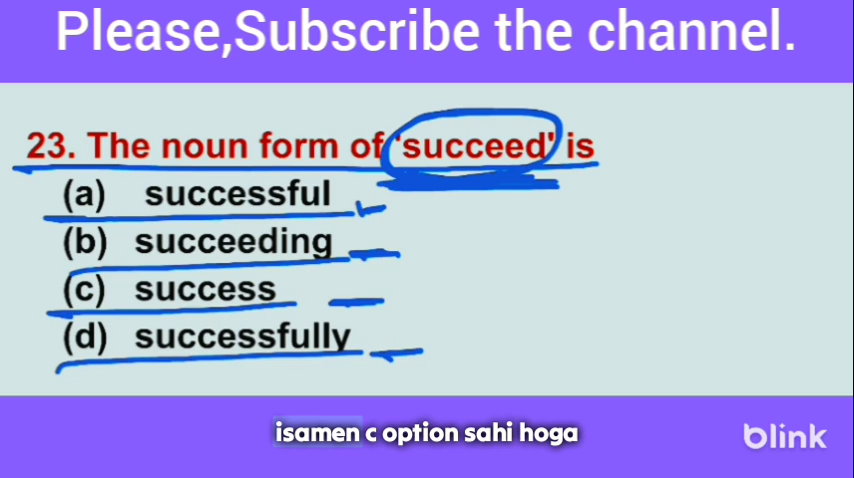 Please,Subscribe the channel.
23. The noun form of 'succeed' is
(a) successful
(b) succeeding
(c) success
(d) successfully
isamen c option sahi hoga
blink